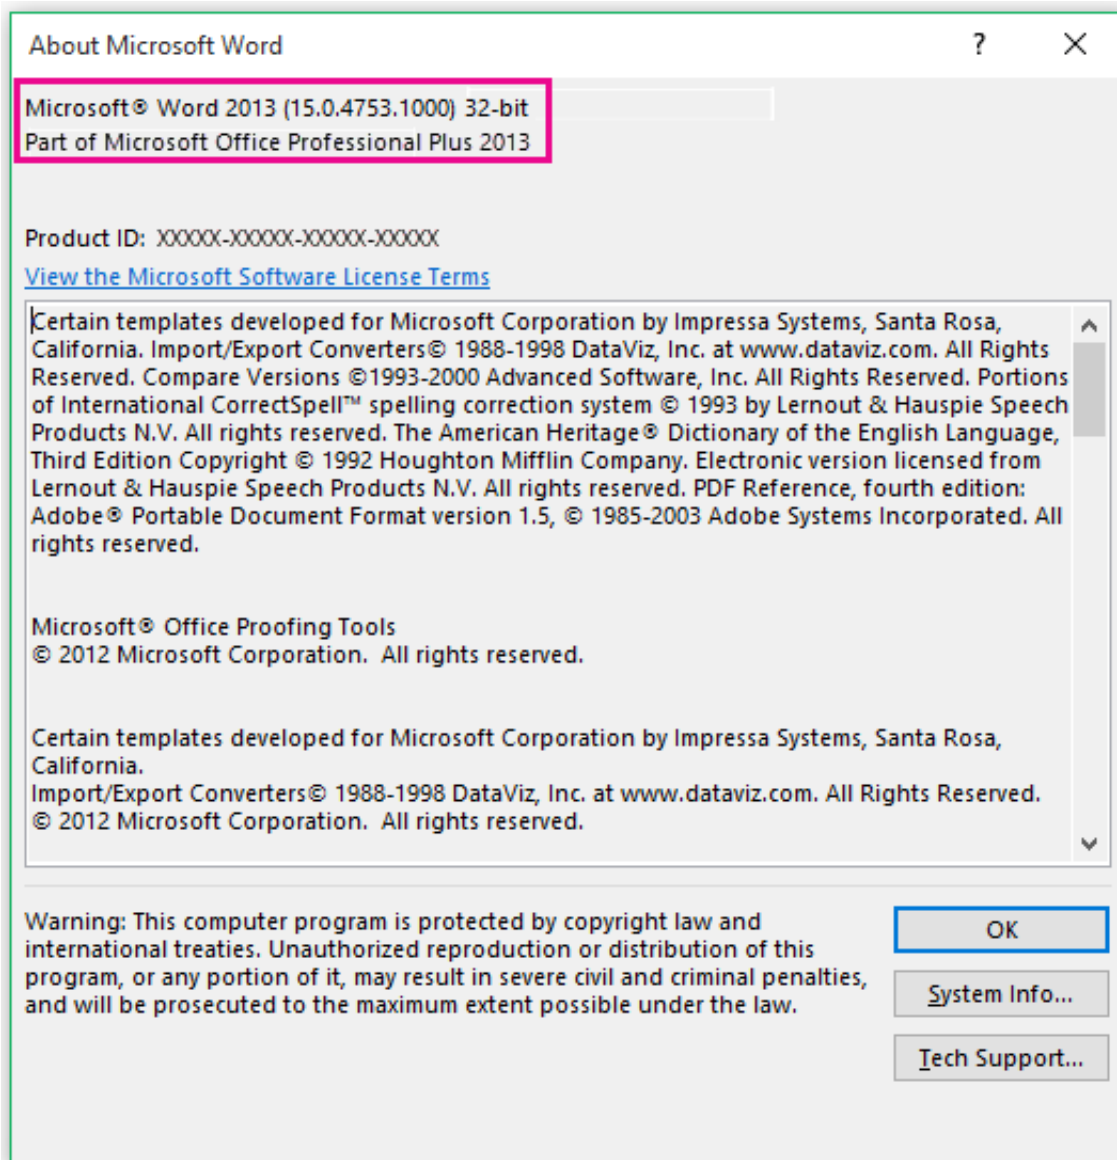 About Microsoft Word
?
Microsoft® Word 2013 (15.0.4753.1000) 32-bit
Part of Microsoft Office Professional Plus 2013
Product ID: XXXXX-XXXXX-XXXXX-XXXXX
View the Microsoft Software License Terms
Certain templates developed for Microsoft Corporation by Impressa Systems, Santa Rosa,
California. Import/Export Converters© 1988-1998 DataViz, Inc. at www.dataviz.com. All Rights
Reserved. Compare Versions ©1993-2000 Advanced Software, Inc. All Rights Reserved. Portions
of International CorrectSpell™ spelling correction system © 1993 by Lernout & Hauspie Speech
Products N.V. All rights reserved. The American Heritage® Dictionary of the English Language,
Third Edition Copyright © 1992 Houghton Mifflin Company. Electronic version licensed from
Lernout & Hauspie Speech Products N.V. All rights reserved. PDF Reference, fourth edition:
Adobe® Portable Document Format version 1.5, © 1985-2003 Adobe Systems Incorporated. All
rights reserved.
Microsoft® Office Proofing Tools
© 2012 Microsoft Corporation.  All rights reserved.
Certain templates developed for Microsoft Corporation by Impressa Systems, Santa Rosa,
California.
Import/Export Converters© 1988-1998 DataViz, Inc. at www.dataviz.com. All Rights Reserved.
© 2012 Microsoft Corporation.  All rights reserved.
Warning: This computer program is protected by copyright law and
international treaties. Unauthorized reproduction or distribution of this
program, or any portion of it, may result in severe civil and criminal penalties,
and will be prosecuted to the maximum extent possible under the law.
OK
System Info...
Tech Support...